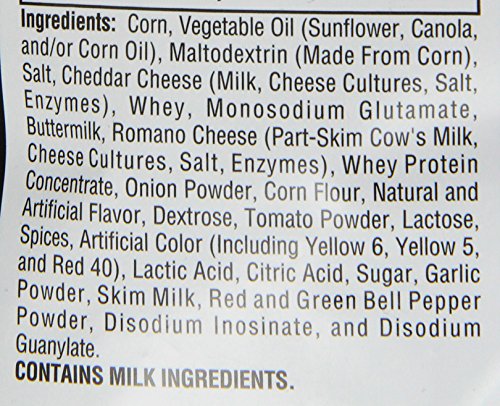 Ingredients: Corn, Vegetable Oil (Sunflower, Canola,
and/or Corn Oil), Maltodextrin (Made From Corn),
Salt, Cheddar Cheese (Milk, Cheese Cultures, Salt,
Enzymes), Whey, Monosodium Glutamate,
Buttermilk, Romano Cheese (Part-Skim Cow's Milk,
Cheese Cultures, Salt, Enzymes), Whey Protein
Concentrate, Onion Powder, Corn Flour, Natural and
Artificial Flavor, Dextrose, Tomato Powder, Lactose,
Spices, Artificial Color (Including Yellow 6, Yellow 5,
and Red 40), Lactic Acid, Citric Acid, Sugar, Garlic
Powder, Skim Milk, Red and Green Bell Pepper
Powder, Disodium Inosinate, and Disodium
Guanylate.
CONTAINS MILK INGREDIENTS.